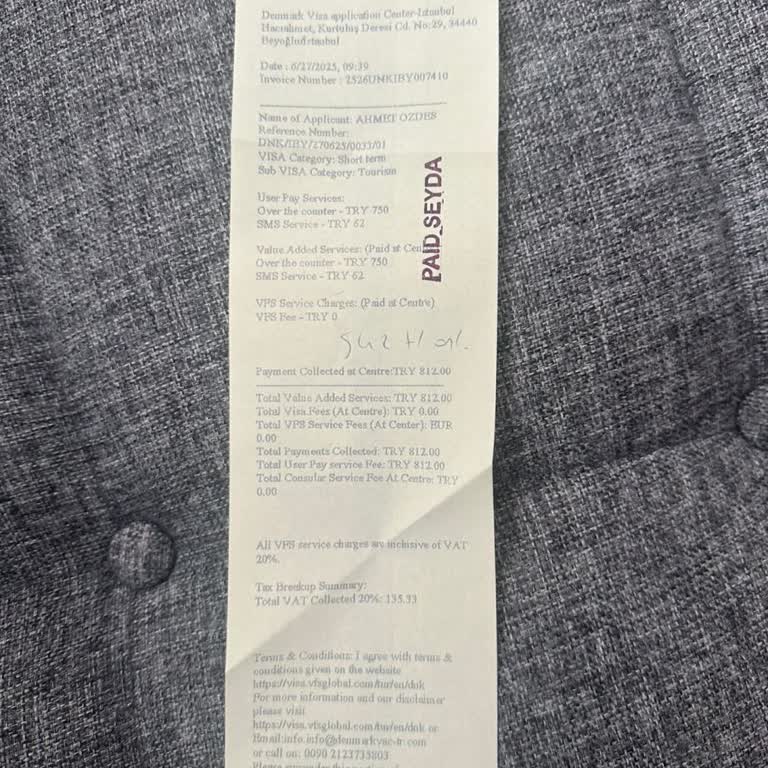 Denmark Visa application Center-Istanbul
Hacıahmet, Kurtuluş Deresi Cd. No:29, 34440
Beyoğlu/Istanbul
Date : 6/27/2025, 09:39
Invoice Number : 2526UNKIBY007410
Name of Applicant: AHMET OZDES
Reference Number:
DNK/IBY/270625/0033/01
VISA Category: Short term
Sub VISA Category: Tourism
User Pay Services:
Over the counter - TRY 750
SMS Service - TRY 62
Value Added Services: (Paid at
Over the counter - TRY 750
SMS Service - TRY 62
PAID_SEYDA
VFS Service Charges: (Paid at Centre)
VFS Fee - TRY 0
Payment Collected at Centre:TRY 812.00
Total Value Added Services: TRY 812.00
Total Visa Fees (At Centre): TRY 0.00
Total VFS Service Fees (At Center): EUR
0.00
Total Payments Collected: TRY 812.00
Total User Pay service Fee: TRY 812.00
Total Consular Service Fee At Centre: TRY
0.00
All VFS service charges are inclusive of VAT
20%.
Tax Breakup Summary:
Total VAT Collected 20%: 135.33
Terms & Conditions: I agree with terms &
conditions given on the website
https://visa.vfsglobal.com/tur/en/dnk
For more information and our disclaimer
please visit
https://visa.vfsglobal.com/tur/en/dnk or
Email:info.info@denmarkvac-tr.com
or call on: 0090 2123735803